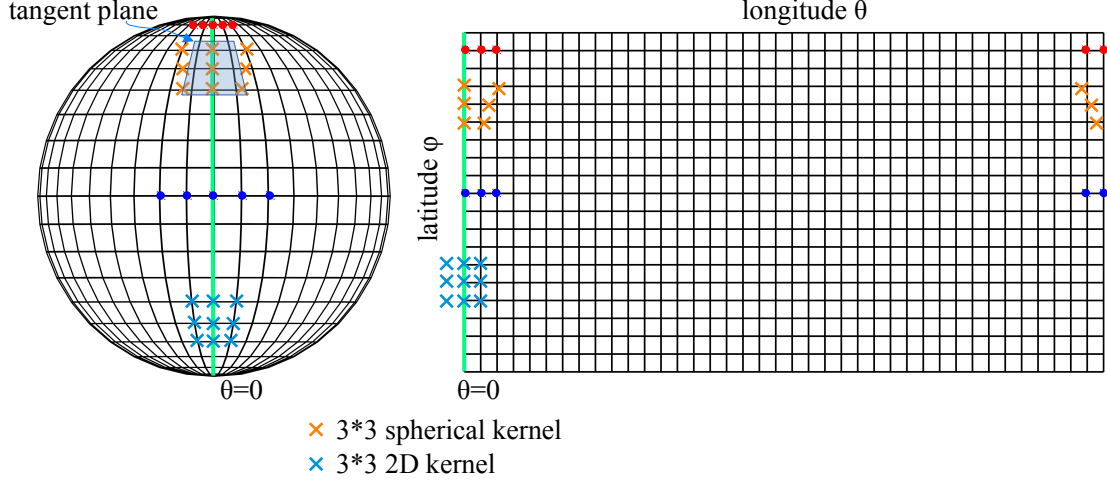 tangent plane
longitude θ
latitude φ
θ=0
θ=0
3*3 spherical kernel
3*3 2D kernel